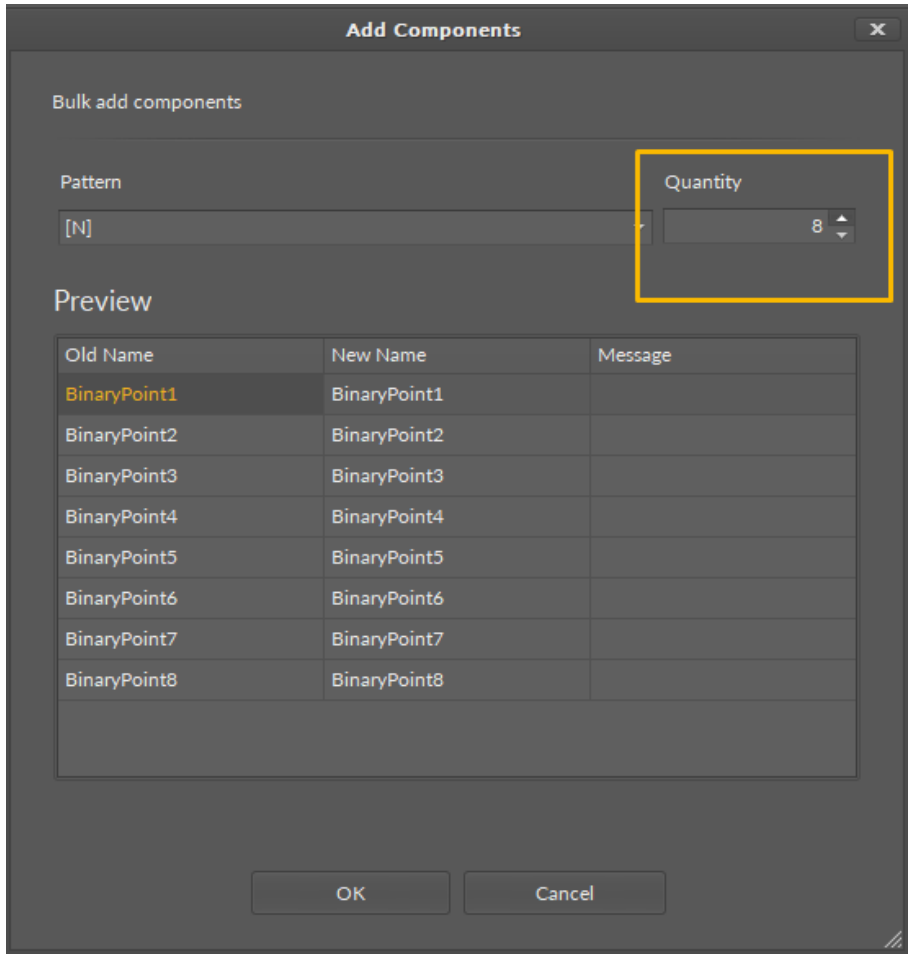 Add Components
x
Bulk add components
Pattern Quantity
[N] 8
Preview
Old Name New Name Message
BinaryPoint1 BinaryPoint1
BinaryPoint2 BinaryPoint2
BinaryPoint3 BinaryPoint3
BinaryPoint4 BinaryPoint4
BinaryPoint5 BinaryPoint5
BinaryPoint6 BinaryPoint6
BinaryPoint7 BinaryPoint7
BinaryPoint8 BinaryPoint8
OK Cancel